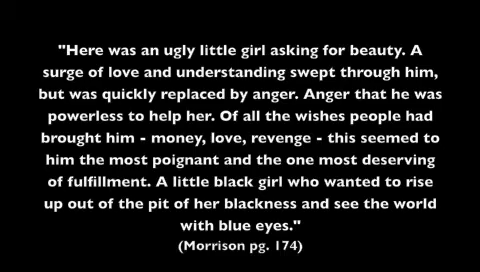 "Here was an ugly little girl asking for beauty. A
surge of love and understanding swept through him,
but was quickly replaced by anger. Anger that he was
powerless to help her. Of all the wishes people had
brought him - money, love, revenge - this seemed to
him the most poignant and the one most deserving
of fulfillment. A little black girl who wanted to rise
up out of the pit of her blackness and see the world
with blue eyes."
(Morrison pg. 174)